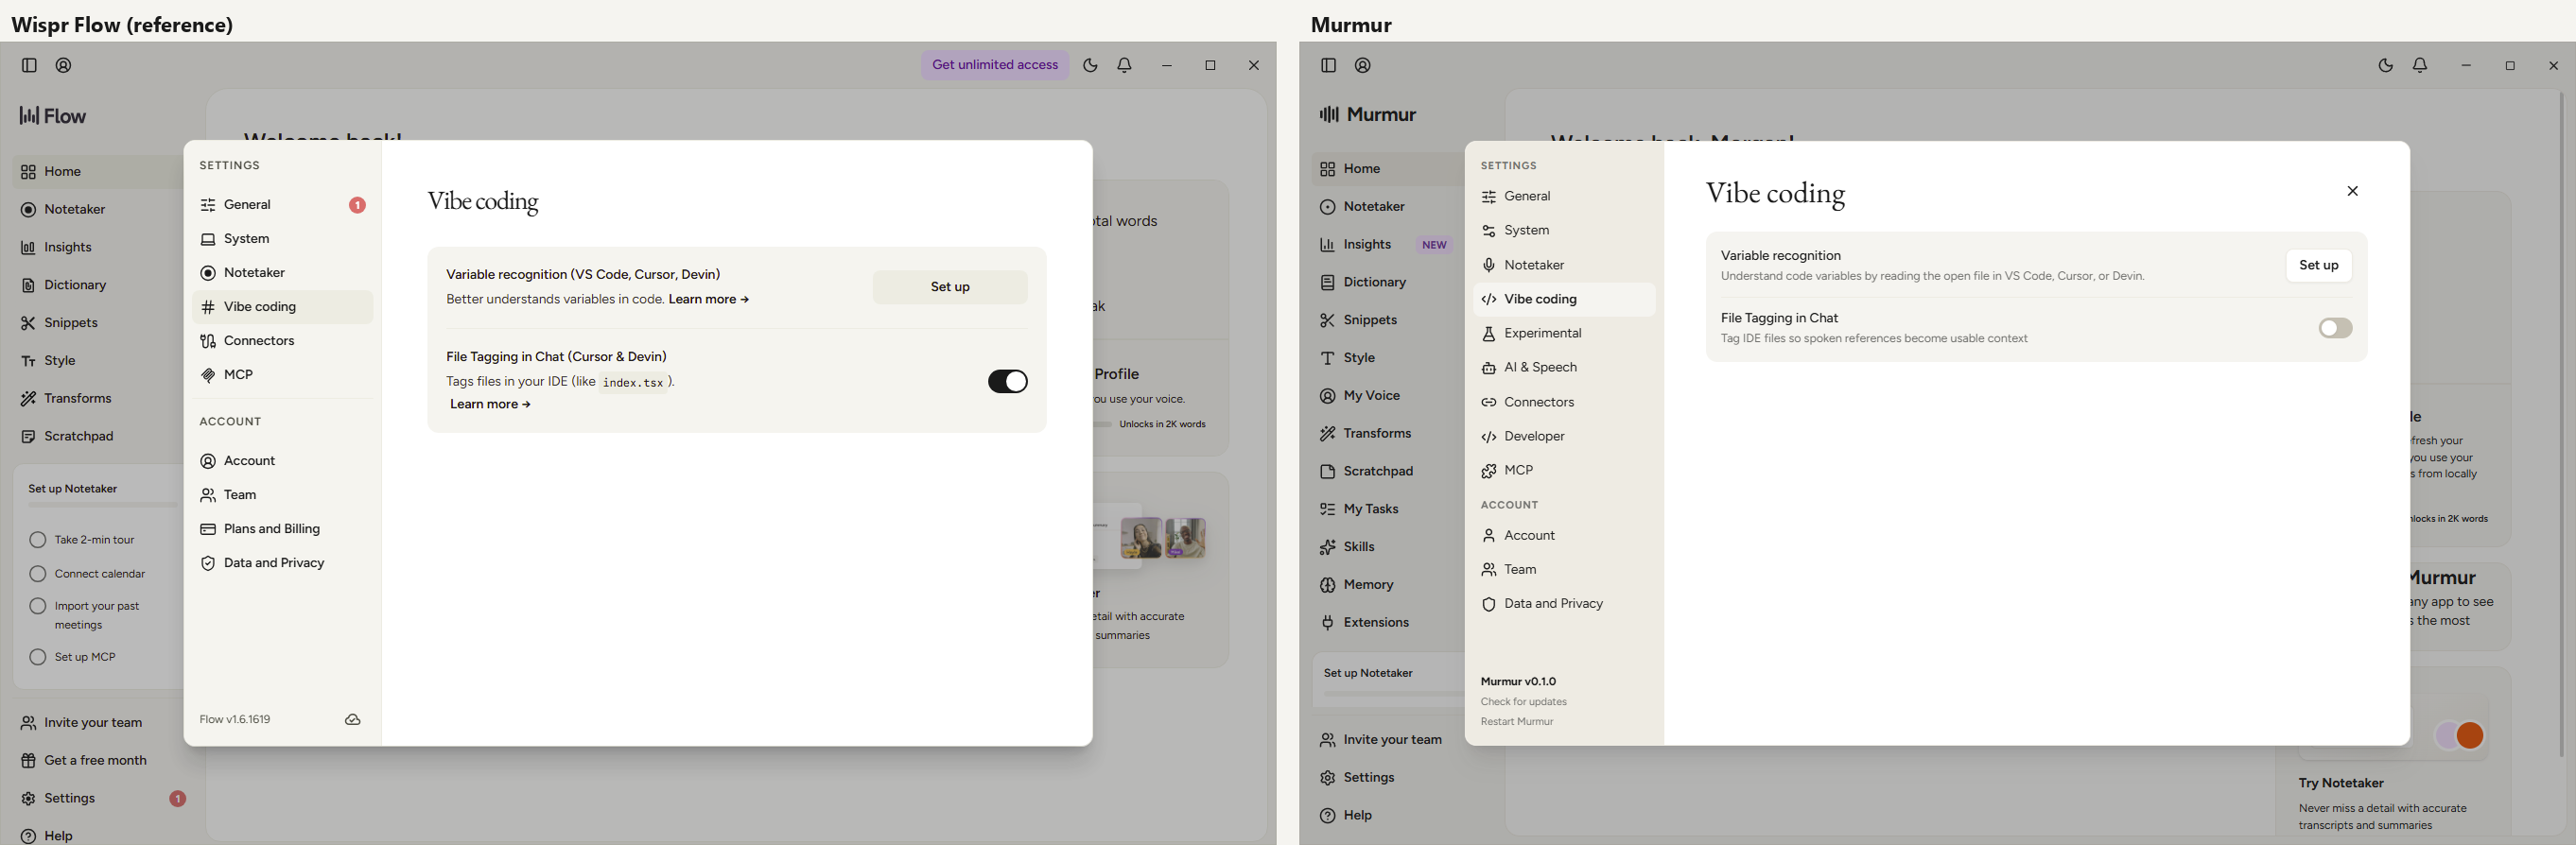 Wispr Flow (reference)
Get unlimited access
Flow
Home
Notetaker
Insights
Dictionary
Snippets
Style
Transforms
Scratchpad
Set up Notetaker
Take 2-min tour
Connect calendar
Import your past
meetings
Set up MCP
Invite your team
Get a free month
Settings
1
Help
SETTINGS
General
1
System
Notetaker
Vibe coding
Connectors
MCP
ACCOUNT
Account
Team
Plans and Billing
Data and Privacy
Flow v1.6.1619
Vibe coding
Variable recognition (VS Code, Cursor, Devin)
Better understands variables in code. Learn more →
Set up
File Tagging in Chat (Cursor & Devin)
Tags files in your IDE (like index.tsx ).
Learn more →
words
Profile
you use your voice.
Unlocks in 2K words
detail with accurate
summaries
Murmur
Murmur
Home
Notetaker
Insights NEW
Dictionary
Snippets
Style
My Voice
Transforms
Scratchpad
My Tasks
Skills
Memory
Extensions
Set up Notetaker
Invite your team
Settings
Help
SETTINGS
General
System
Notetaker
Vibe coding
Experimental
AI & Speech
Connectors
Developer
MCP
ACCOUNT
Account
Team
Data and Privacy
Murmur v0.1.0
Check for updates
Restart Murmur
Vibe coding
Variable recognition
Understand code variables by reading the open file in VS Code, Cursor, or Devin.
Set up
File Tagging in Chat
Tag IDE files so spoken references become usable context
refresh your
you use your
s from locally
Unlocks in 2K words
Murmur
any app to see
s the most
Try Notetaker
Never miss a detail with accurate
transcripts and summaries